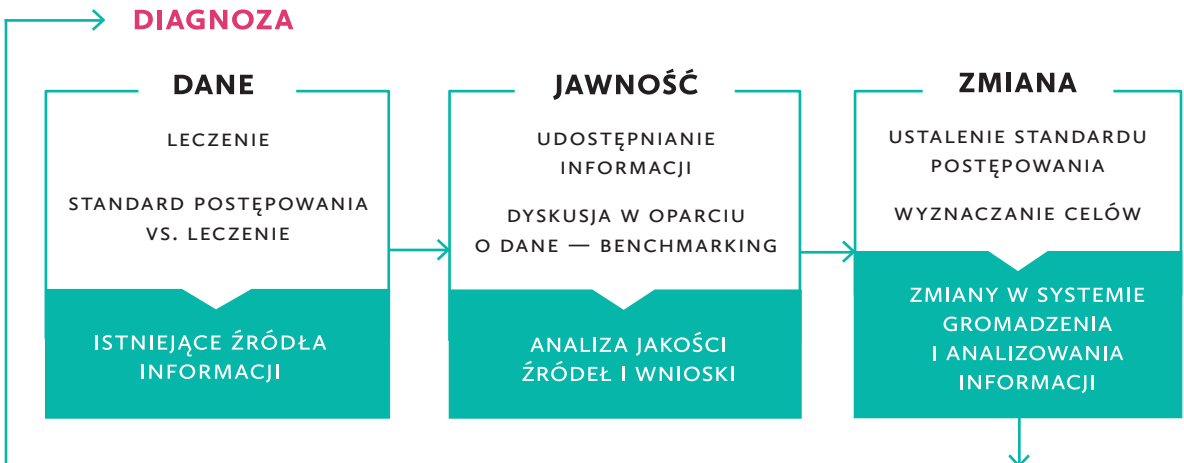 DIAGNOZA
DANE
LECZENIE
STANDARD POSTĘPOWANIA
VS. LECZENIE
ISTNIEJĄCE ŹRÓDŁA
INFORMACJI
JAWNOŚĆ
UDOSTĘPNIANIE
INFORMACJI
DYSKUSJA W OPARCIU
O DANE — BENCHMARKING
ANALIZA JAKOŚCI
ŹRÓDEŁ I WNIOSKI
ZMIANA
USTALENIE STANDARDU
POSTĘPOWANIA
WYZNACZANIE CELÓW
ZMIANY W SYSTEMIE
GROMADZENIA
I ANALIZOWANIA
INFORMACJI